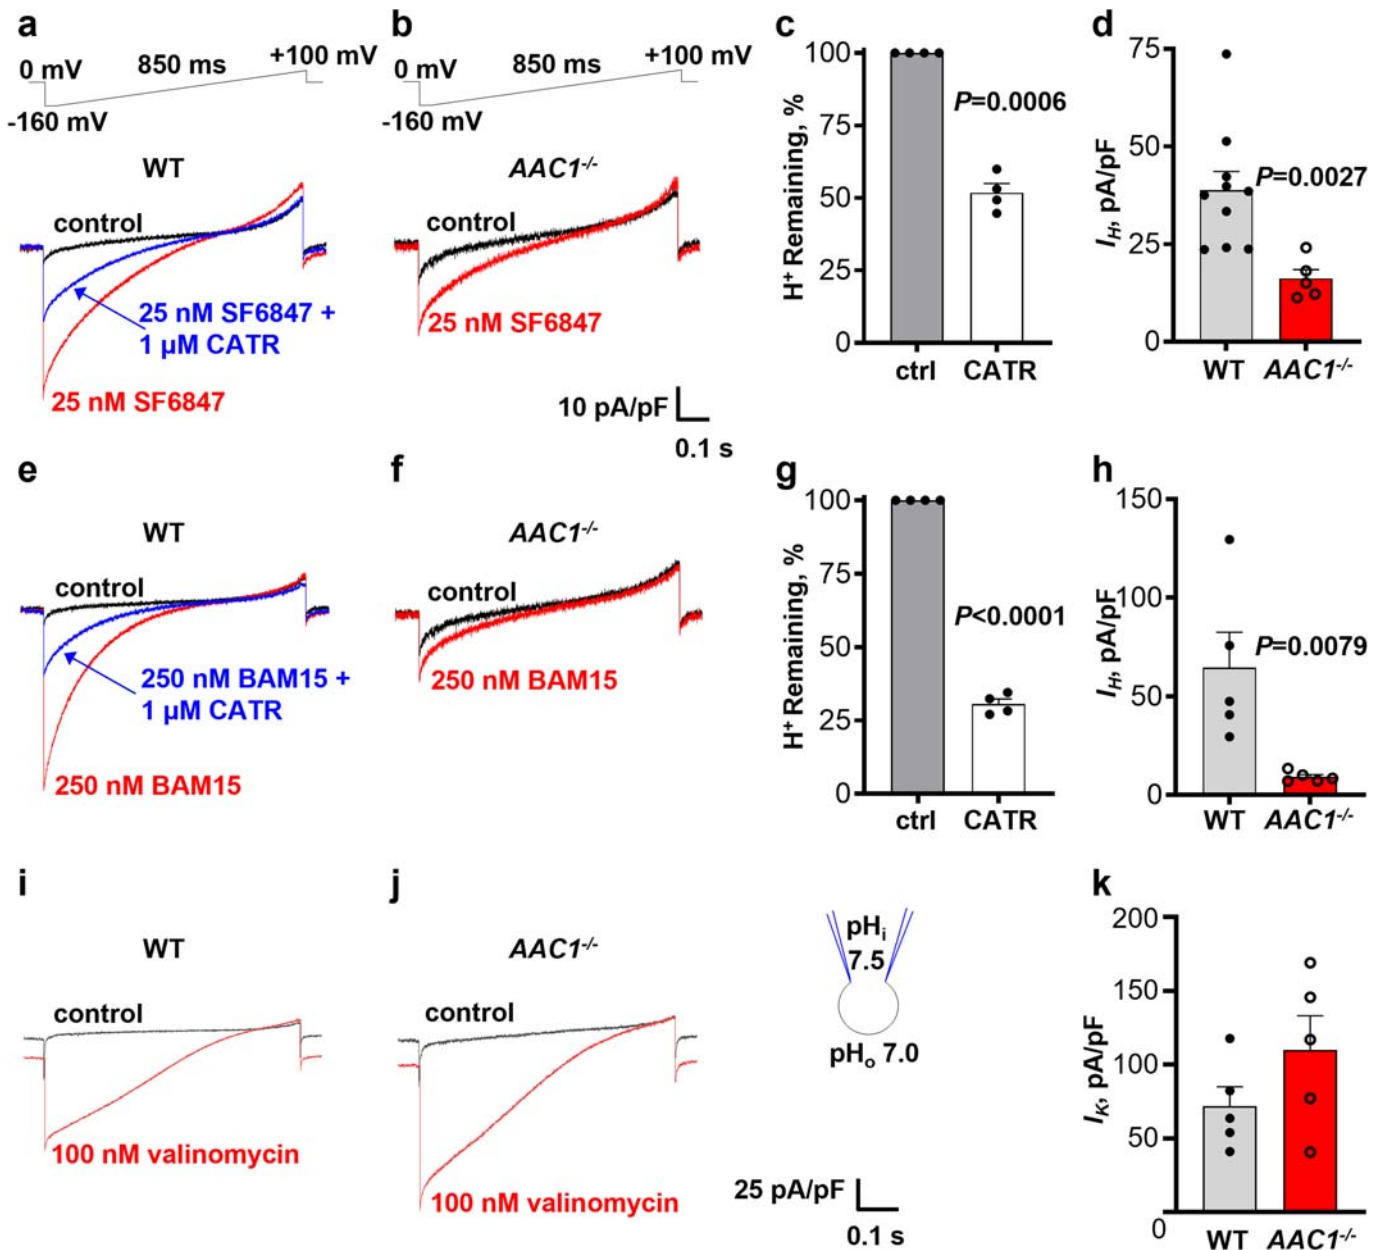 a
0 mV
850 ms
+100 mV
-160 mV
WT
control
25 nM SF6847 +
1 µM CATR
25 nM SF6847
b
0 mV
850 ms
+100 mV
-160 mV
AAC1-/-
control
25 nM SF6847
10 pA/pF
0.1 s
c
H+ Remaining, %
100
75
50
25
0
P=0.0006
ctrl CATR
d
IH, pA/pF
75
50
25
0
P=0.0027
WT AAC1-/-
e
WT
control
250 nM BAM15 +
1 µM CATR
250 nM BAM15
f
AAC1-/-
control
250 nM BAM15
g
H+ Remaining, %
100
75
50
25
0
P<0.0001
ctrl CATR
h
IH, pA/pF
150
100
50
0
P=0.0079
WT AAC1-/-
i
WT
control
100 nM valinomycin
j
AAC1-/-
control
100 nM valinomycin
pHi
7.5
pHo 7.0
25 pA/pF
0.1 s
k
IK, pA/pF
200
150
100
50
0
WT AAC1-/-